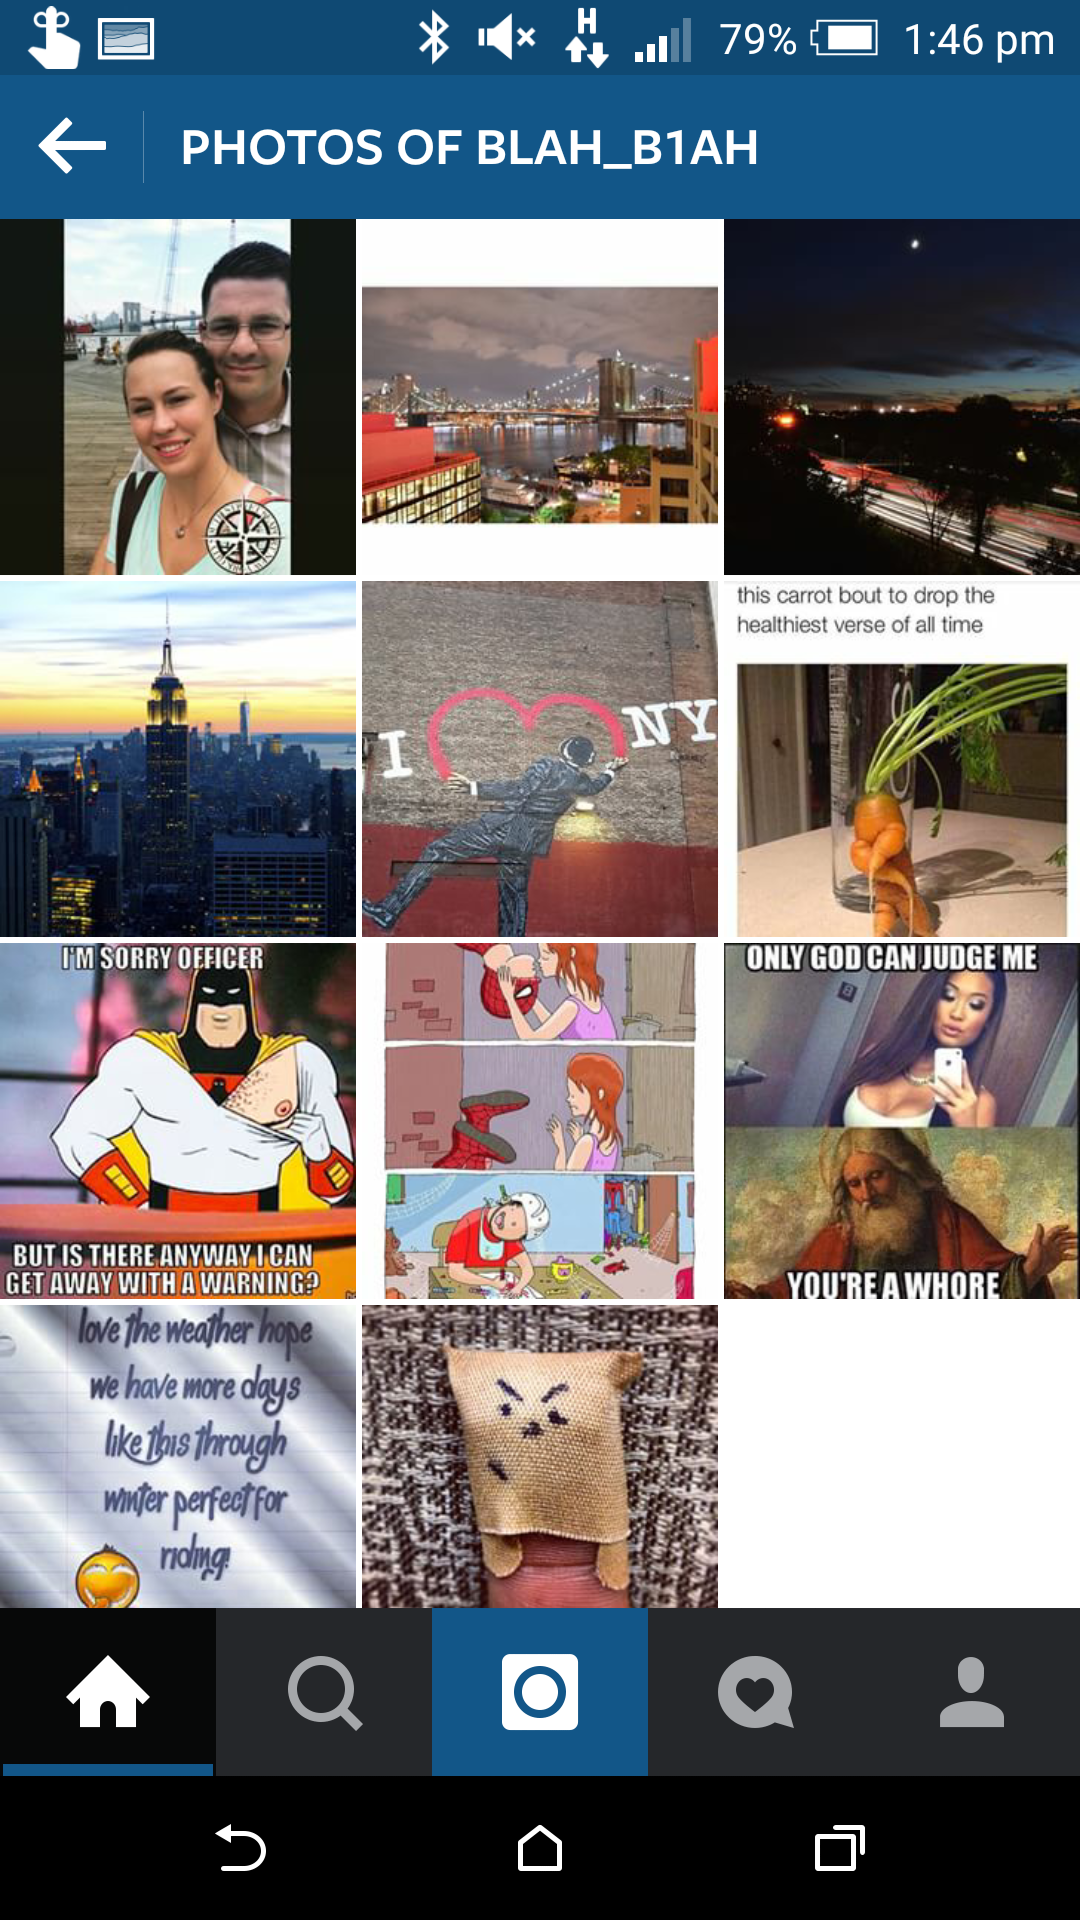 H
79% 1:46 pm
PHOTOS OF BLAH_B1AH
I NY
this carrot bout to drop the
healthiest verse of all time
I'M SORRY OFFICER
BUT IS THERE ANYWAY I CAN
GET AWAY WITH A WARNING?
ONLY GOD CAN JUDGE ME
8
YOU'RE A WHORE
love the weather hope
we have more days
like this through
winter perfect for
riding!